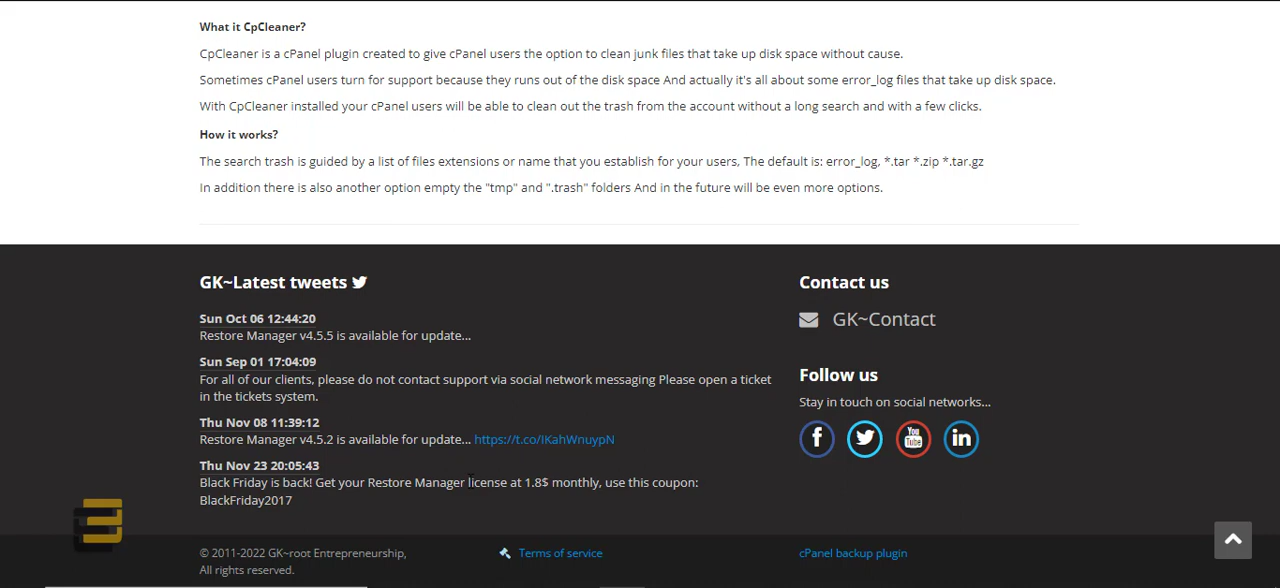 What it CpCleaner?
CpCleaner is a cPanel plugin created to give cPanel users the option to clean junk files that take up disk space without cause.
Sometimes cPanel users turn for support because they runs out of the disk space And actually it's all about some error_log files that take up disk space.
With CpCleaner installed your cPanel users will be able to clean out the trash from the account without a long search and with a few clicks.
How it works?
The search trash is guided by a list of files extensions or name that you establish for your users, The default is: error_log, *.tar *.zip *.tar.gz
In addition there is also another option empty the "tmp" and ".trash" folders And in the future will be even more options.
GK~Latest tweets
Sun Oct 06 12:44:20
Restore Manager v4.5.5 is available for update...
Sun Sep 01 17:04:09
For all of our clients, please do not contact support via social network messaging Please open a ticket
in the tickets system.
Thu Nov 08 11:39:12
Restore Manager v4.5.2 is available for update... https://t.co/IKahWnuypN
Thu Nov 23 20:05:43
Black Friday is back! Get your Restore Manager license at 1.8$ monthly, use this coupon:
BlackFriday2017
Contact us
GK~Contact
Follow us
Stay in touch on social networks...
You
Tube
© 2011-2022 GK~root Entrepreneurship,
All rights reserved.
Terms of service
cPanel backup plugin